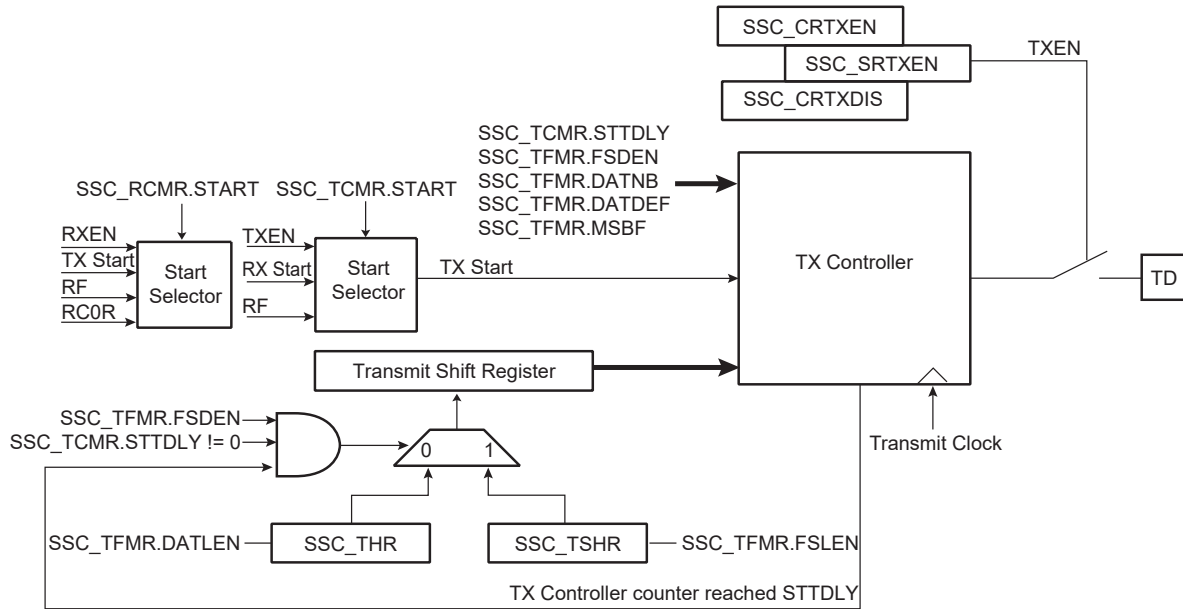 SSC_CRTXEN
SSC_SRTXEN
TXEN
SSC_CRTXDIS
SSC_TCMR.STTDLY
SSC_TFMR.FSDEN
SSC_TFMR.DATNB
SSC_TFMR.DATDEF
SSC_TFMR.MSBF
SSC_RCMR.START
SSC_TCMR.START
RXEN
TX Start
RF
RC0R
Start
Selector
TXEN
RX Start
RF
Start
Selector
TX Start
TX Controller
TD
Transmit Shift Register
SSC_TFMR.FSDEN
SSC_TCMR.STTDLY != 0
0
1
Transmit Clock
SSC_TFMR.DATLEN
SSC_THR
SSC_TSHR
SSC_TFMR.FSLEN
TX Controller counter reached STTDLY